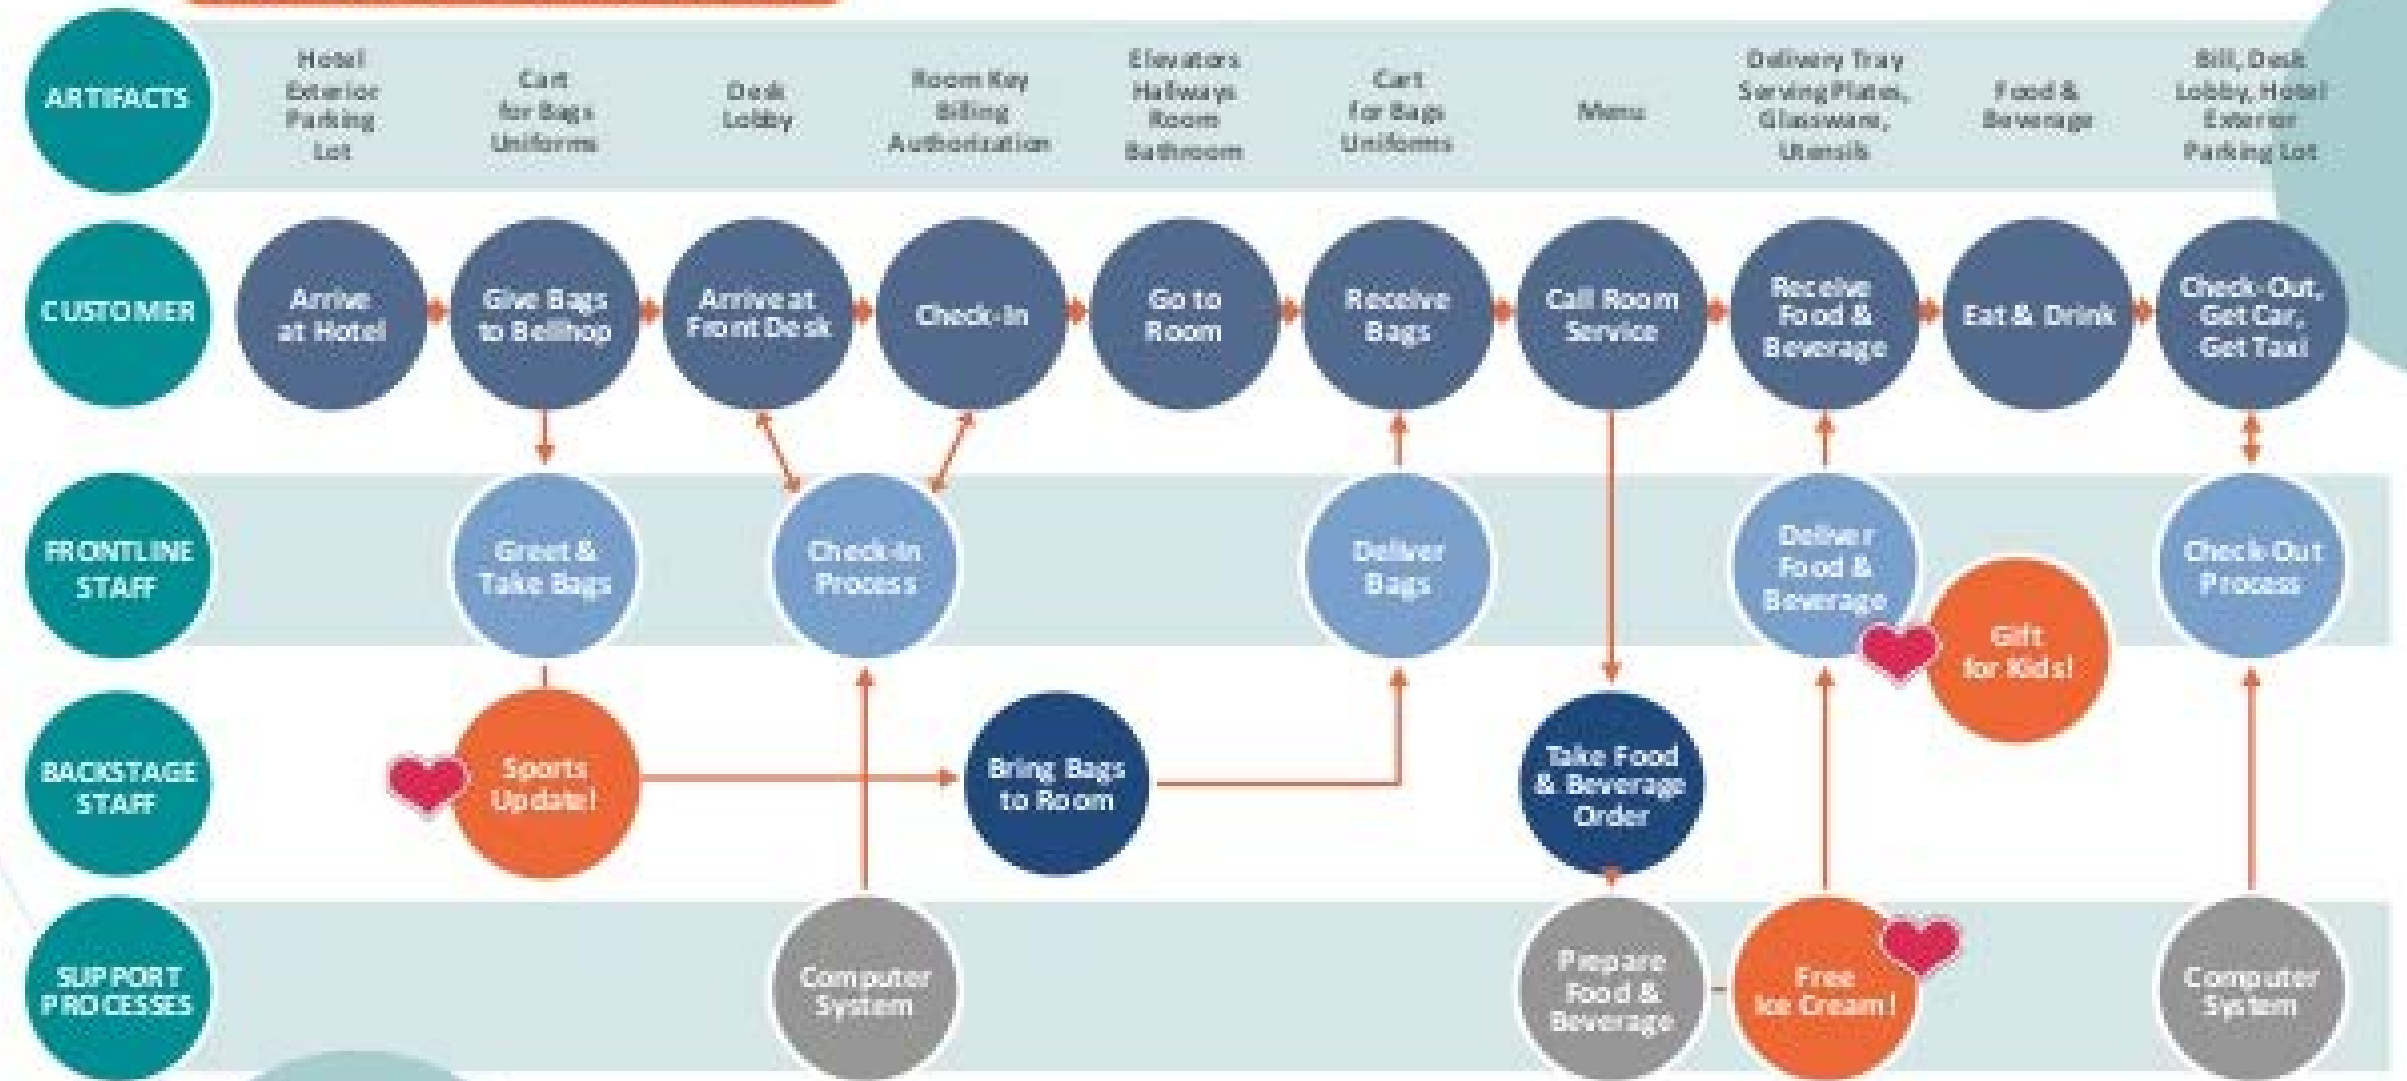 ARTIFACTS
Hotel
Exterior
Parking
Lot
Cart
for Bags
Uniforms
Desk
Lobby
Room Key
Billing
Authorization
Elevators
Hallways
Room
Bathroom
Cart
for Bags
Uniforms
Menu
Delivery Tray
Serving Plates,
Glassware,
Utensils
Food &
Beverage
Bill, Desk
Lobby, Hotel
Exterior
Parking Lot
CUSTOMER
Arrive
at Hotel
Give Bags
to Bellhop
Arrive at
Front Desk
Check-In
Go to
Room
Receive
Bags
Call Room
Service
Receive
Food &
Beverage
Eat & Drink
Check-Out,
Get Car,
Get Taxi
FRONTLINE
STAFF
Greet &
Take Bags
Check-In
Process
Deliver
Bags
Deliver
Food &
Beverage
Gift
for Kids!
Check-Out
Process
BACKSTAGE
STAFF
Sports
Update!
Bring Bags
to Room
Take Food
& Beverage
Order
SUPPORT
PROCESSES
Computer
System
Prepare
Food &
Beverage
Free
Ice Cream!
Computer
System